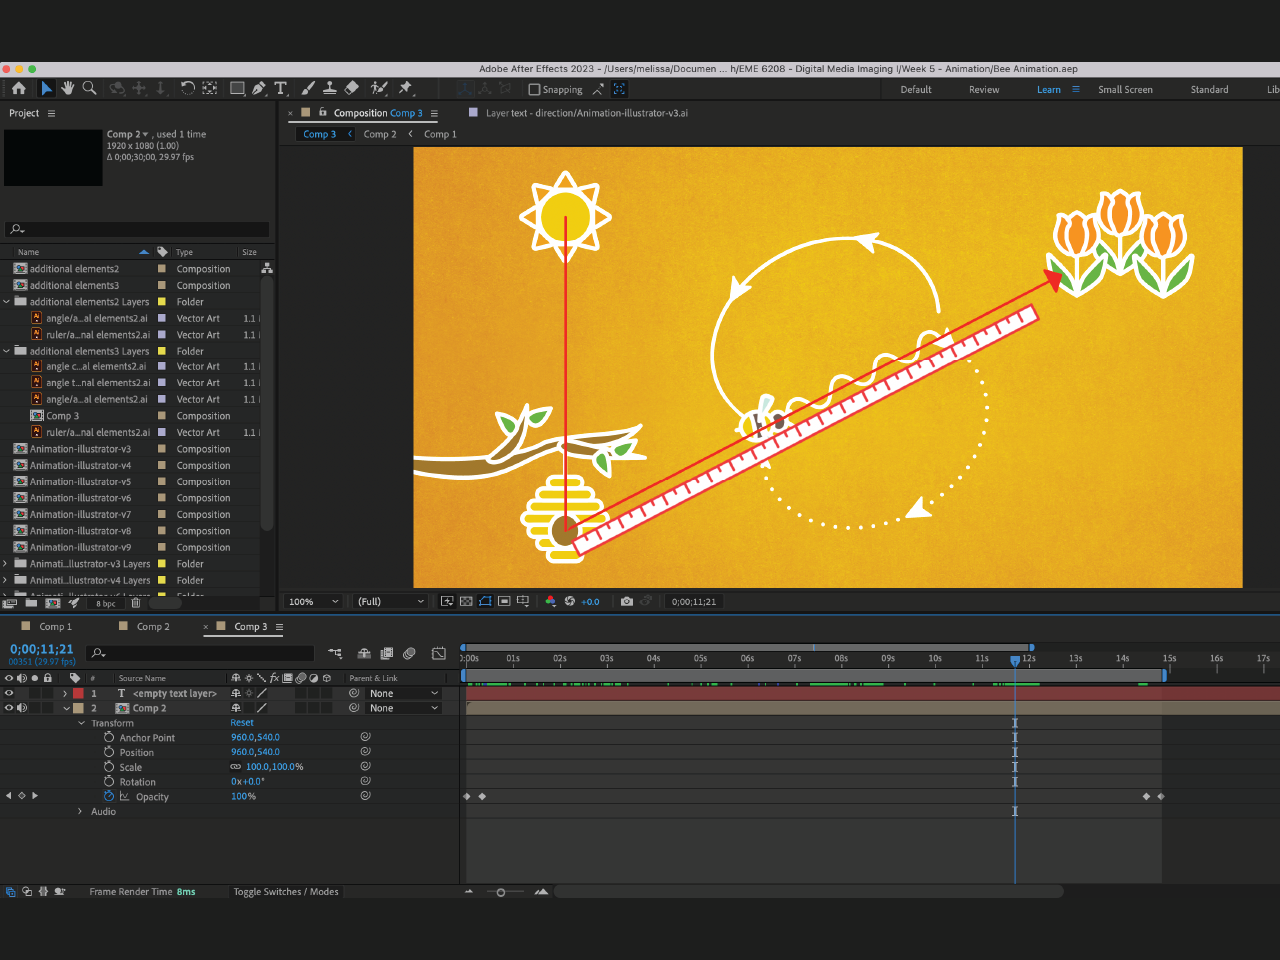 Adobe After Effects 2023 - /Users/melissa/Documen ... h/EME 6208 - Digital Media Imaging I/Week 5 - Animation/Bee Animation.aep
Snapping
Default Review Learn Small Screen Standard Lib
Project
Composition Comp 3
Layer text - direction/Animation-illustrator-v3.ai
Comp 3 Comp 2 Comp 1
Comp 2 , used 1 time
1920 x 1080 (1.00)
Δ 0;00;30;00, 29.97 fps
Name Type Size
additional elements2 Composition
additional elements3 Composition
additional elements2 Layers Folder
angle/a...al elements2.ai Vector Art 1.1
ruler/a...nal elements2.ai Vector Art 1.1
additional elements3 Layers Folder
angle c...al elements2.ai Vector Art 1.1
angle t...nal elements2.ai Vector Art 1.1
angle/a...al elements2.ai Vector Art 1.1
Comp 3 Composition
ruler/a...nal elements2.ai Vector Art 1.1
Animation-illustrator-v3 Composition
Animation-illustrator-v4 Composition
Animation-illustrator-v5 Composition
Animation-illustrator-v6 Composition
Animation-illustrator-v7 Composition
Animation-illustrator-v8 Composition
Animation-illustrator-v9 Composition
Animati...llustrator-v3 Layers Folder
Animati...llustrator-v4 Layers Folder
8 bpc
100% (Full) +0.0 0;00;11;21
Comp 1 Comp 2 Comp 3
0;00;11;21
00351 (29.97 fps)
0:00s 01s 02s 03s 04s 05s 06s 07s 08s 09s 10s 11s 12s 13s 14s 15s 16s 17s
# Source Name Parent & Link
1 T <empty text layer> None
2 Comp 2 None
Transform Reset
Anchor Point 960.0,540.0
Position 960.0,540.0
Scale 100.0,100.0%
Rotation 0x+0.0°
Opacity 100%
Audio
Frame Render Time 8ms Toggle Switches / Modes